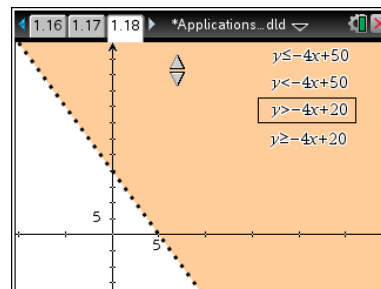 1.16 1.17 1.18 *Applications...dld
y≤-4x+50
y<-4x+50
y>-4x+20
y≥-4x+20
5
5